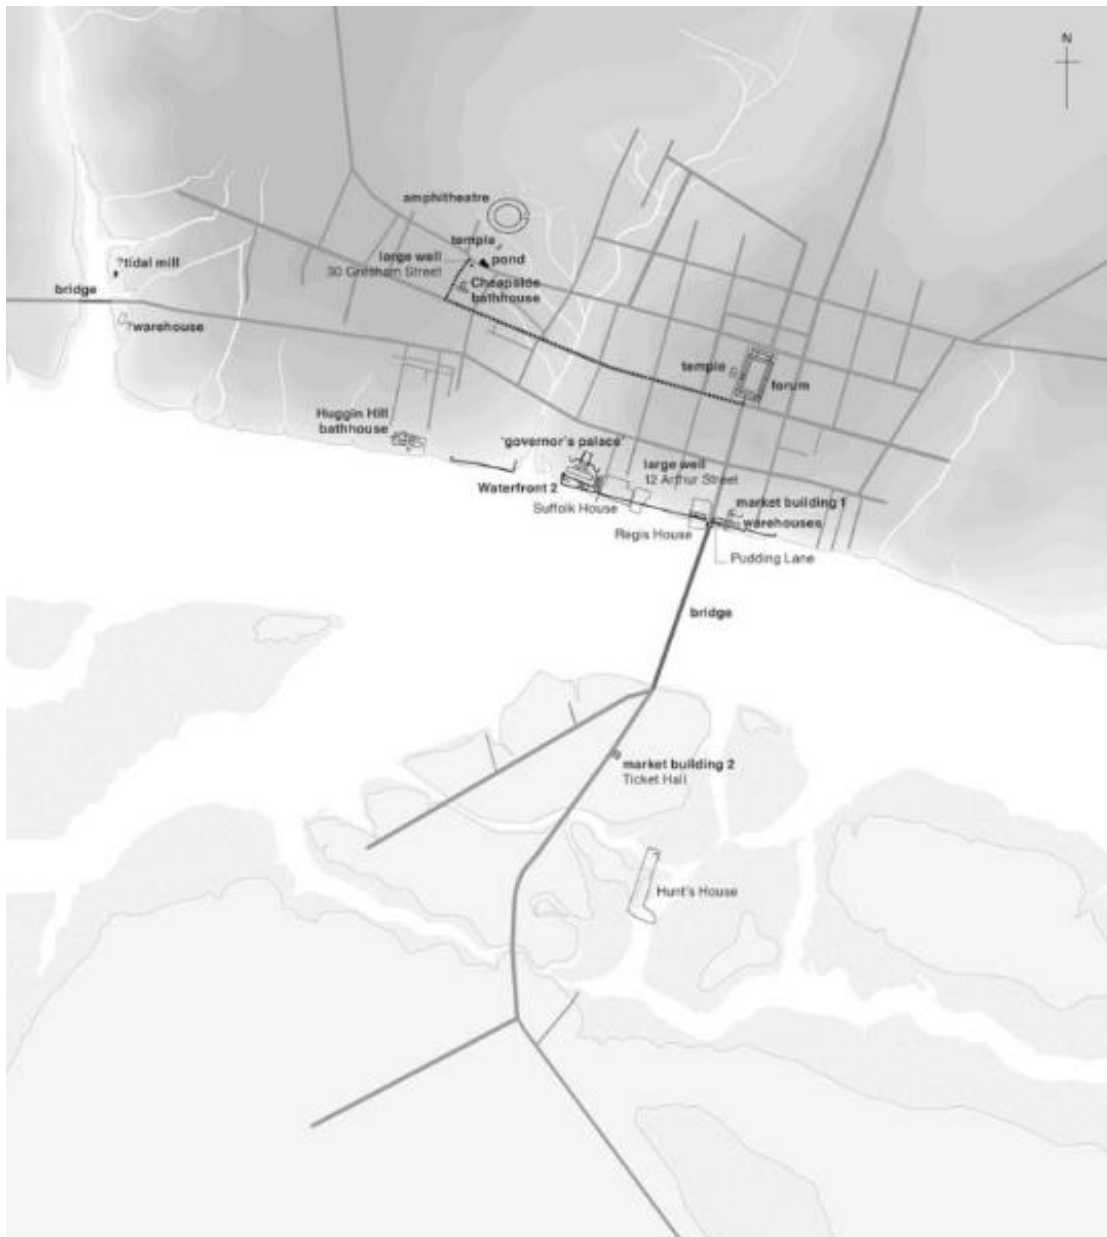 N
amphitheatre
temple
large well
30 Gresham Street
pond
Cheapside
bathhouse
?tidal mill
bridge
?warehouse
temple
forum
Huggin Hill
bathhouse
'governor's palace'
large well
12 Arthur Street
Waterfront 2
Suffolk House
market building 1
warehouses
Regis House
Pudding Lane
bridge
market building 2
Ticket Hall
Hunt's House